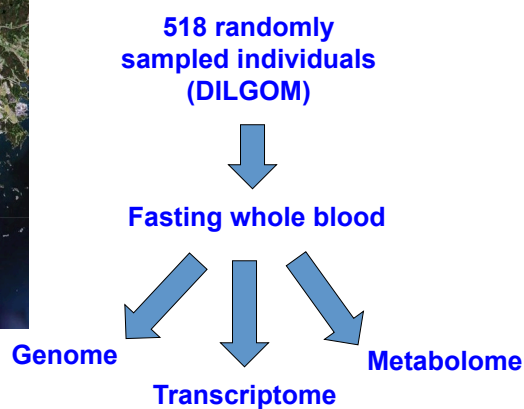 518 randomly
sampled individuals
(DILGOM)
Fasting whole blood
Genome
Metabolome
Transcriptome